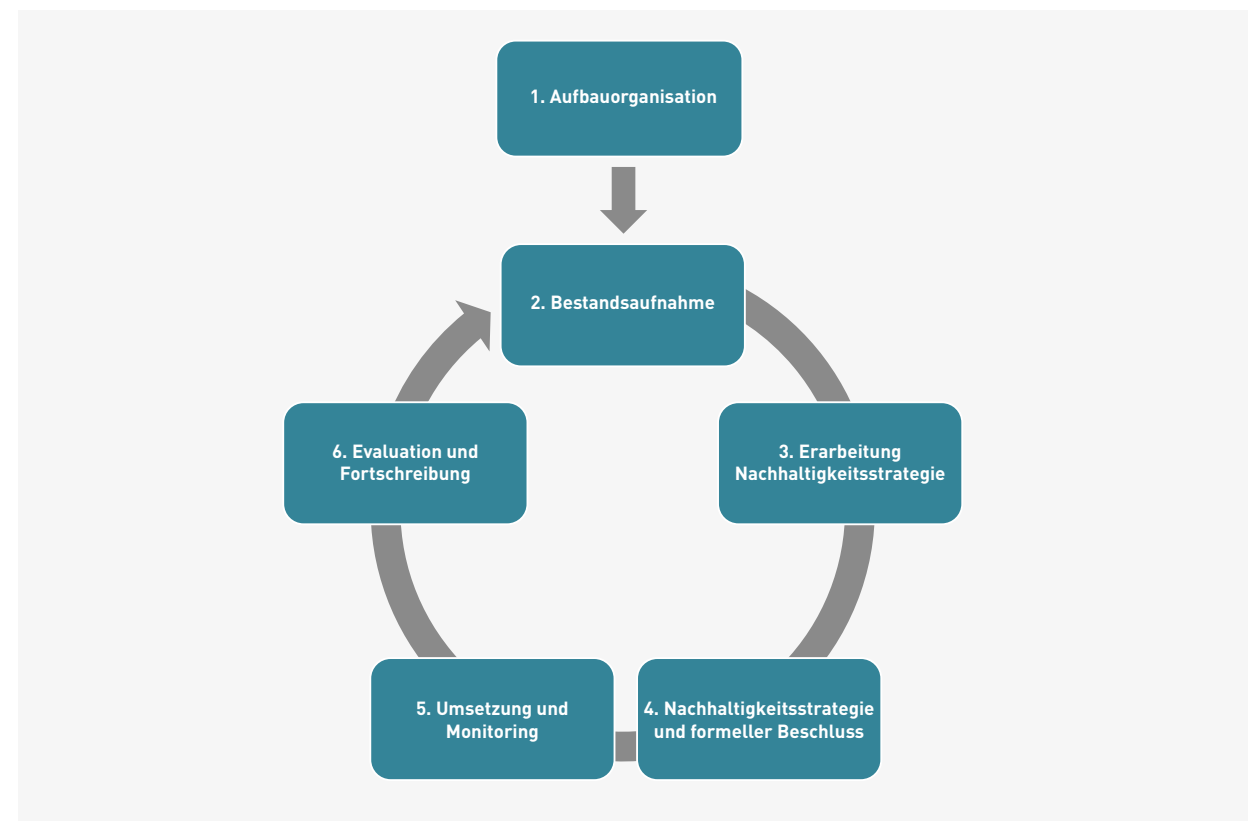 1. Aufbauorganisation
2. Bestandsaufnahme
3. Erarbeitung
Nachhaltigkeitsstrategie
4. Nachhaltigkeitsstrategie
und formeller Beschluss
5. Umsetzung und
Monitoring
6. Evaluation und
Fortschreibung